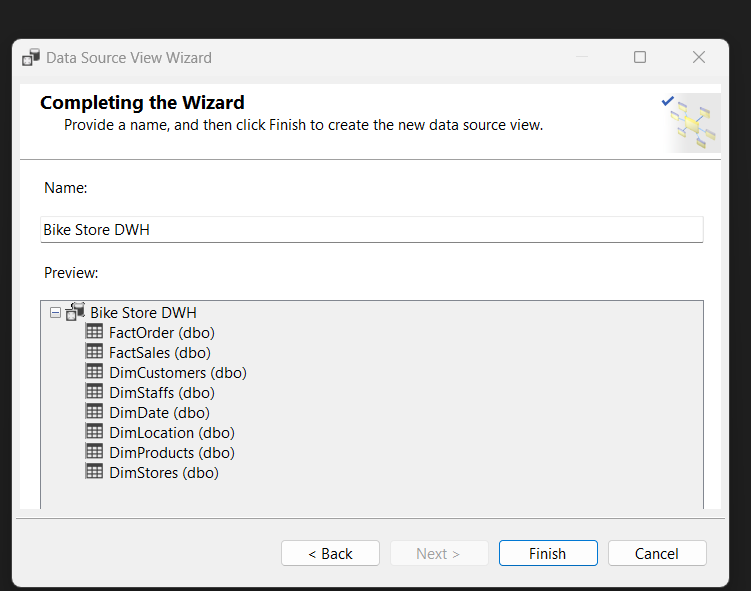 Data Source View Wizard
Completing the Wizard
Provide a name, and then click Finish to create the new data source view.
Name:
Bike Store DWH
Preview:
Bike Store DWH
FactOrder (dbo)
FactSales (dbo)
DimCustomers (dbo)
DimStaffs (dbo)
DimDate (dbo)
DimLocation (dbo)
DimProducts (dbo)
DimStores (dbo)
< Back Next > Finish Cancel